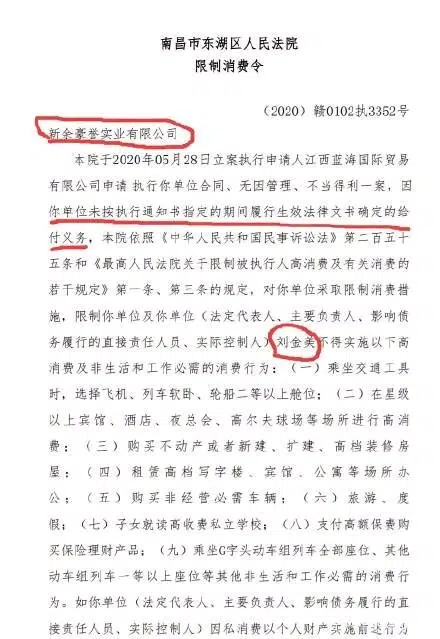 南昌市东湖区人民法院
限制消费令
（2020）赣0102执3352号
新余豪誉实业有限公司
本院于2020年05月28日立案执行申请人江西蓝海国际贸
易有限公司申请 执行你单位合同、无因管理、不当得利一案，因
你单位未按执行通知书指定的期间履行生效法律文书确定的给
付义务，本院依照《中华人民共和国民事诉讼法》第二百五十
五条和《最高人民法院关于限制被执行人高消费及有关消费的
若干规定》第一条、第三条的规定，对你单位采取限制消费措
施，限制你单位及你单位（法定代表人、主要负责人、影响债
务履行的直接责任人员、实际控制人）刘金美不得实施以下高
消费及非生活和工作必需的消费行为：（一）乘坐交通工具
时，选择飞机、列车软卧、轮船二等以上舱位；（二）在星级
以上宾馆、酒店、夜总会、高尔夫球场等场所进行高消
费；（三）购买不动产或者新建、扩建、高档装修房
屋；（四）租赁高档写字楼、宾馆、公寓等场所办
公；（五）购买非经营必需车辆；（六）旅游、度
假；（七）子女就读高收费私立学校；（八）支付高额保费购
买保险理财产品；（九）乘坐G字头动车组列车全部座位、其他
动车组列车一等以上座位等其他非生活和工作必需的消费行
为。如你单位（法定代表人、主要负责人、影响债务履行的直
接责任人员、实际控制人）因私消费以个人财产实施前述行为